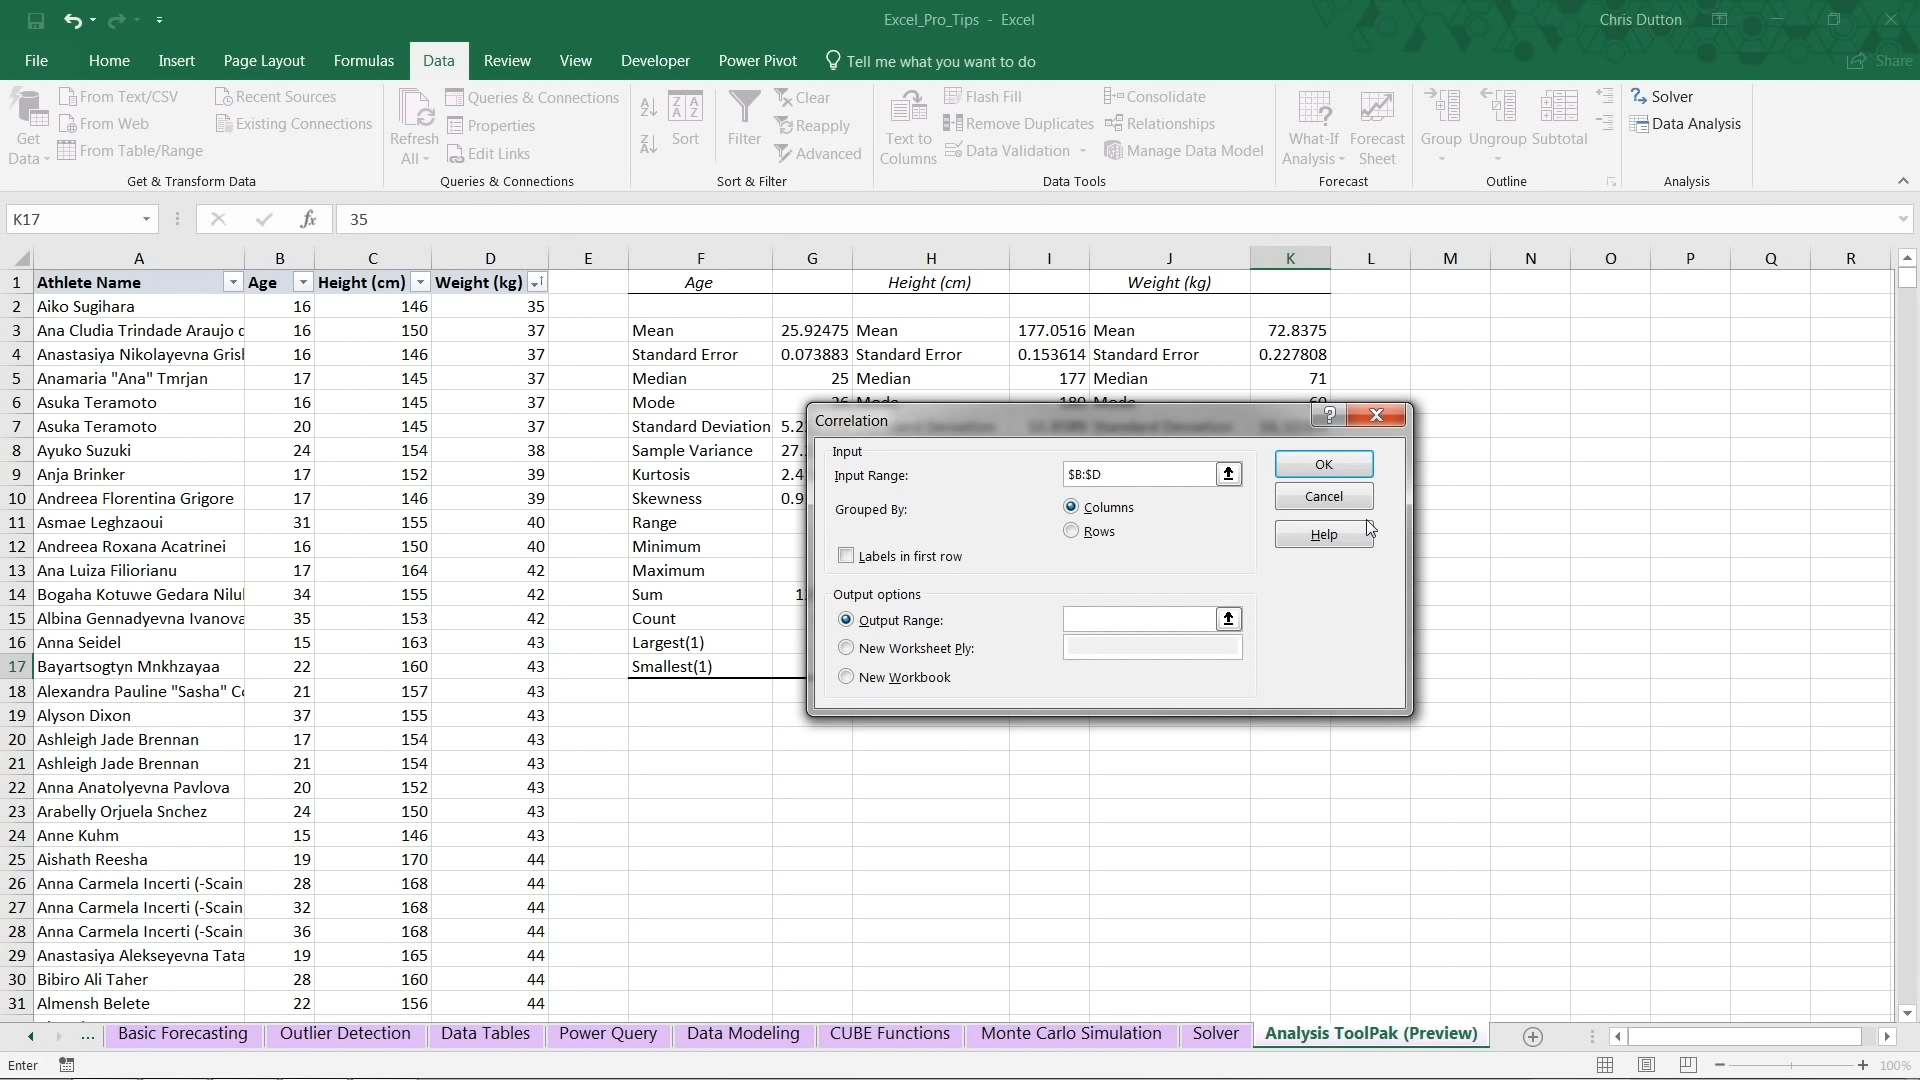 Excel_Pro_Tips - Excel
Chris Dutton
File Home Insert Page Layout Formulas Data Review View Developer Power Pivot Tell me what you want to do Share
Get Data
From Text/CSV
From Web
From Table/Range
Recent Sources
Existing Connections
Get & Transform Data
Refresh All
Queries & Connections
Properties
Edit Links
Queries & Connections
Sort
Filter
Clear
Reapply
Advanced
Sort & Filter
Text to Columns
Flash Fill
Remove Duplicates
Data Validation
Consolidate
Relationships
Manage Data Model
Data Tools
What-If Analysis
Forecast Sheet
Forecast
Group
Ungroup
Subtotal
Outline
Solver
Data Analysis
Analysis
K17 fx 35
A B C D E F G H I J K L M N O P Q R
1 Athlete Name Age Height (cm) Weight (kg) Age Height (cm) Weight (kg)
2 Aiko Sugihara 16 146 35
3 Ana Cludia Trindade Araujo d 16 150 37 Mean 25.92475 Mean 177.0516 Mean 72.8375
4 Anastasiya Nikolayevna Grish 16 146 37 Standard Error 0.073883 Standard Error 0.153614 Standard Error 0.227808
5 Anamaria "Ana" Tmrjan 17 145 37 Median 25 Median 177 Median 71
6 Asuka Teramoto 16 145 37 Mode
7 Asuka Teramoto 20 145 37 Standard Deviation 5.2
8 Ayuko Suzuki 24 154 38 Sample Variance 27.
9 Anja Brinker 17 152 39 Kurtosis 2.4
10 Andreea Florentina Grigore 17 146 39 Skewness 0.9
11 Asmae Leghzaoui 31 155 40 Range
12 Andreea Roxana Acatrinei 16 150 40 Minimum
13 Ana Luiza Filiorianu 17 164 42 Maximum
14 Bogaha Kotuwe Gedara Nilul 34 155 42 Sum 1
15 Albina Gennadyevna Ivanova 35 153 42 Count
16 Anna Seidel 15 163 43 Largest(1)
17 Bayartsogtyn Mnkhzayaa 22 160 43 Smallest(1)
18 Alexandra Pauline "Sasha" Co 21 157 43
19 Alyson Dixon 37 155 43
20 Ashleigh Jade Brennan 17 154 43
21 Ashleigh Jade Brennan 21 154 43
22 Anna Anatolyevna Pavlova 20 152 43
23 Arabelly Orjuela Snchez 24 150 43
24 Anne Kuhm 15 146 43
25 Aishath Reesha 19 170 44
26 Anna Carmela Incerti (-Scain 28 168 44
27 Anna Carmela Incerti (-Scain 32 168 44
28 Anna Carmela Incerti (-Scain 36 168 44
29 Anastasiya Alekseyevna Tata 19 165 44
30 Bibiro Ali Taher 28 160 44
31 Almensh Belete 22 156 44
Correlation
Input
Input Range: $B:$D
Grouped By: Columns
Rows
Labels in first row
OK
Cancel
Help
Output options
Output Range:
New Worksheet Ply:
New Workbook
... Basic Forecasting Outlier Detection Data Tables Power Query Data Modeling CUBE Functions Monte Carlo Simulation Solver Analysis ToolPak (Preview)
Enter 100%